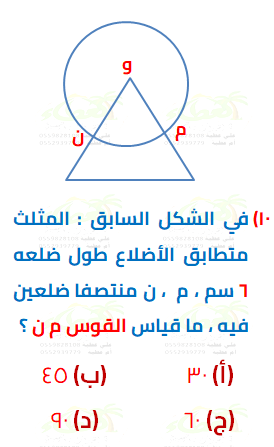 و
ن
م
١٠) في الشكل السابق : المثلث
متطابق الأضلاع طول ضلعه
٦ سم ، م ، ن منتصفا ضلعين
فيه ، ما قياس القوس م ن ؟
(أ) ٣٠ (ب) ٤٥
(ج) ٦٠ (د) ٩٠